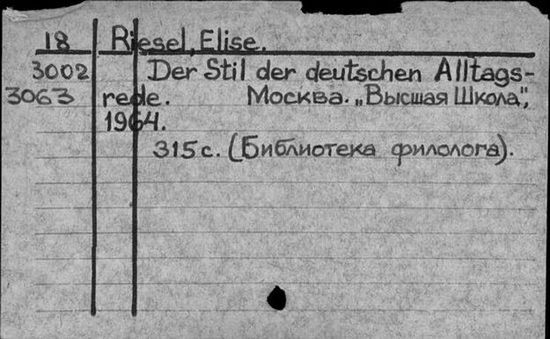 18 Riesel, Elise.
3002 Der Stil der deutschen Alltags-
3063 rede. Москва. „Высшая Школа",
1964.
315 с. (Библиотека филолога).